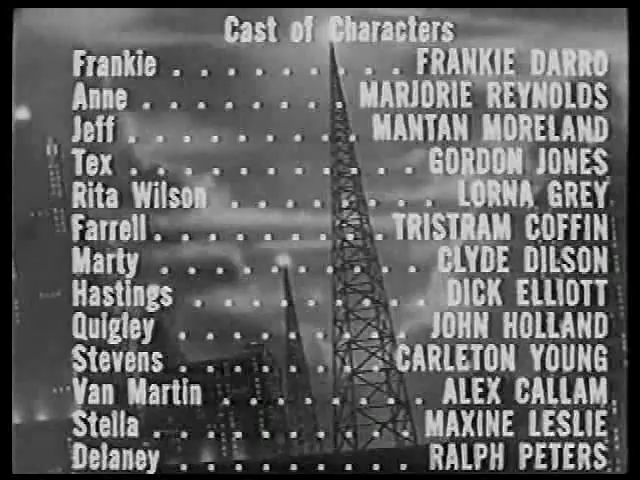 Cast of Characters
Frankie . . . . . . . . . FRANKIE DARRO
Anne . . . . . . . . MARJORIE REYNOLDS
Jeff . . . . . . . . . MANTAN MORELAND
Tex . . . . . . . . . . . GORDON JONES
Rita Wilson . . . . . . . LORNA GREY
Farrell . . . . . . . . TRISTRAM COFFIN
Marty . . . . . . . . . . CLYDE DILSON
Hastings . . . . . . . . . DICK ELLIOTT
Quigley . . . . . . . . . JOHN HOLLAND
Stevens . . . . . . . . CARLETON YOUNG
Van Martin . . . . . . . ALEX CALLAM
Stella . . . . . . . . . . MAXINE LESLIE
Delaney . . . . . . . . . RALPH PETERS